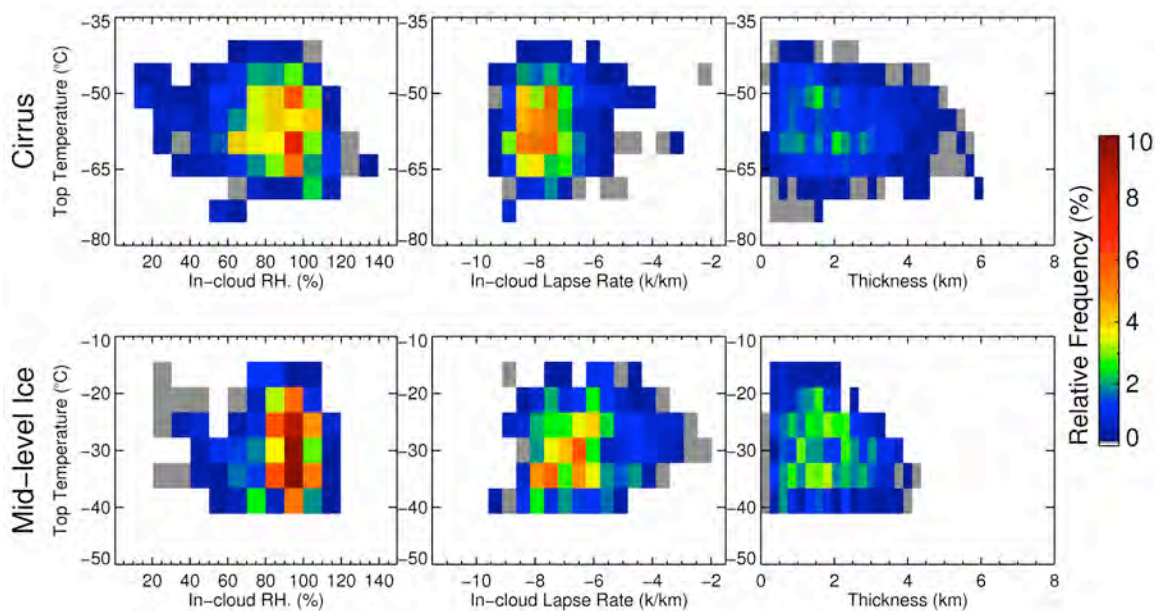 Cirrus
Top Temperature (°C)
−35
−50
−65
−80
20 40 60 80 100 120 140
In−cloud RH. (%)
−35
−50
−65
−80
−10 −8 −6 −4 −2
In−cloud Lapse Rate (k/km)
−35
−50
−65
−80
0 2 4 6 8
Thickness (km)
Mid−level Ice
Top Temperature (°C)
−10
−20
−30
−40
−50
20 40 60 80 100 120 140
In−cloud RH. (%)
−10
−20
−30
−40
−50
−10 −8 −6 −4 −2
In−cloud Lapse Rate (k/km)
−10
−20
−30
−40
−50
0 2 4 6 8
Thickness (km)
Relative Frequency (%)
10
8
6
4
2
0